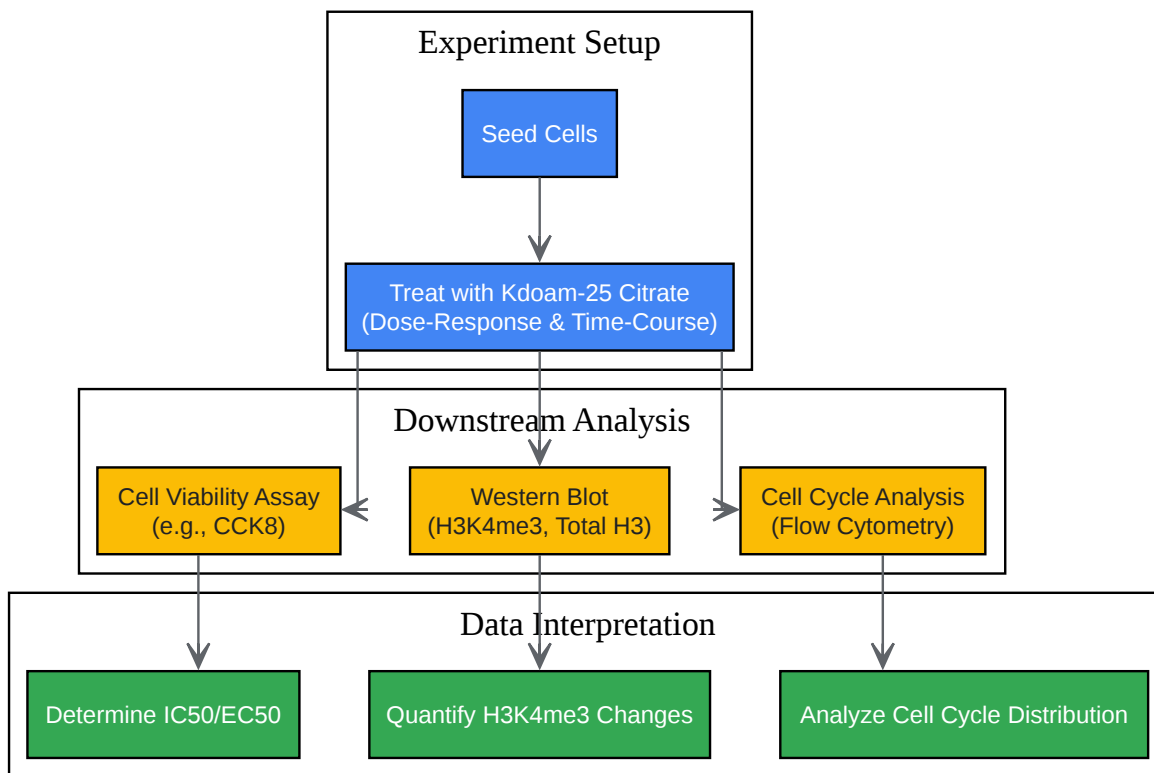 Experiment Setup
Seed Cells
Treat with Kdoam-25 Citrate
(Dose-Response & Time-Course)
Downstream Analysis
Cell Viability Assay
(e.g., CCK8)
Western Blot
(H3K4me3, Total H3)
Cell Cycle Analysis
(Flow Cytometry)
Data Interpretation
Determine IC50/EC50
Quantify H3K4me3 Changes
Analyze Cell Cycle Distribution